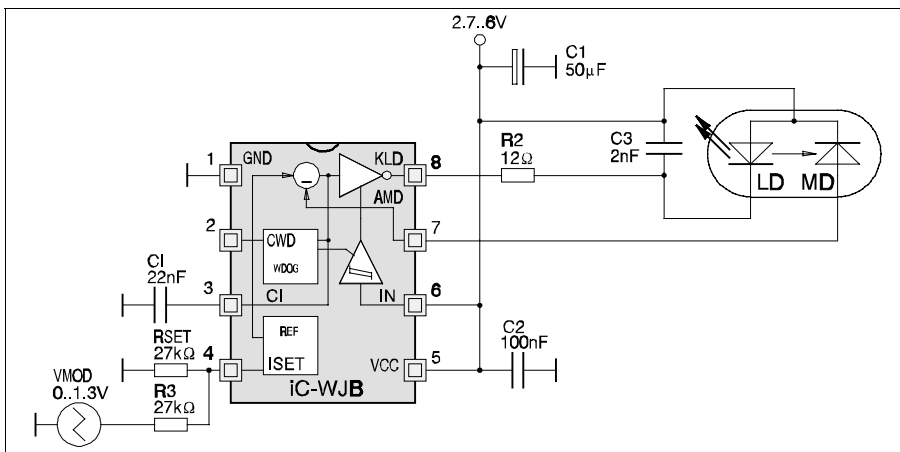 2.7..6V
C1
50µF
R2
12Ω
C3
2nF
LD MD
1
GND
KLD
8
AMD
7
2
CWD
WDOG
CI
22nF
3
CI
IN
6
RSET
27kΩ
4
REF
ISET
VCC
5
C2
100nF
iC-WJB
VMOD
0..1.3V
R3
27kΩ